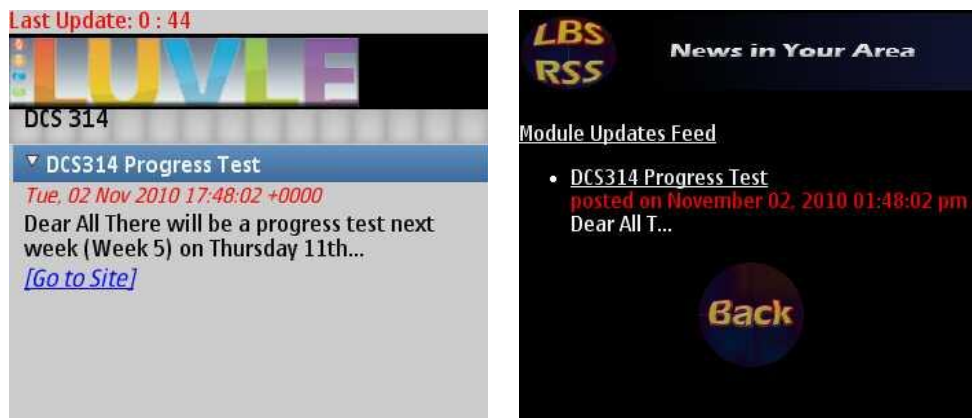 Last Update: 0 : 44
LUVLE
DCS 314
DCS314 Progress Test
Tue, 02 Nov 2010 17:48:02 +0000
Dear All There will be a progress test next
week (Week 5) on Thursday 11th...
[Go to Site]
LBS
RSS
News in Your Area
Module Updates Feed
• DCS314 Progress Test
posted on November 02, 2010 01:48:02 pm
Dear All T...
Back